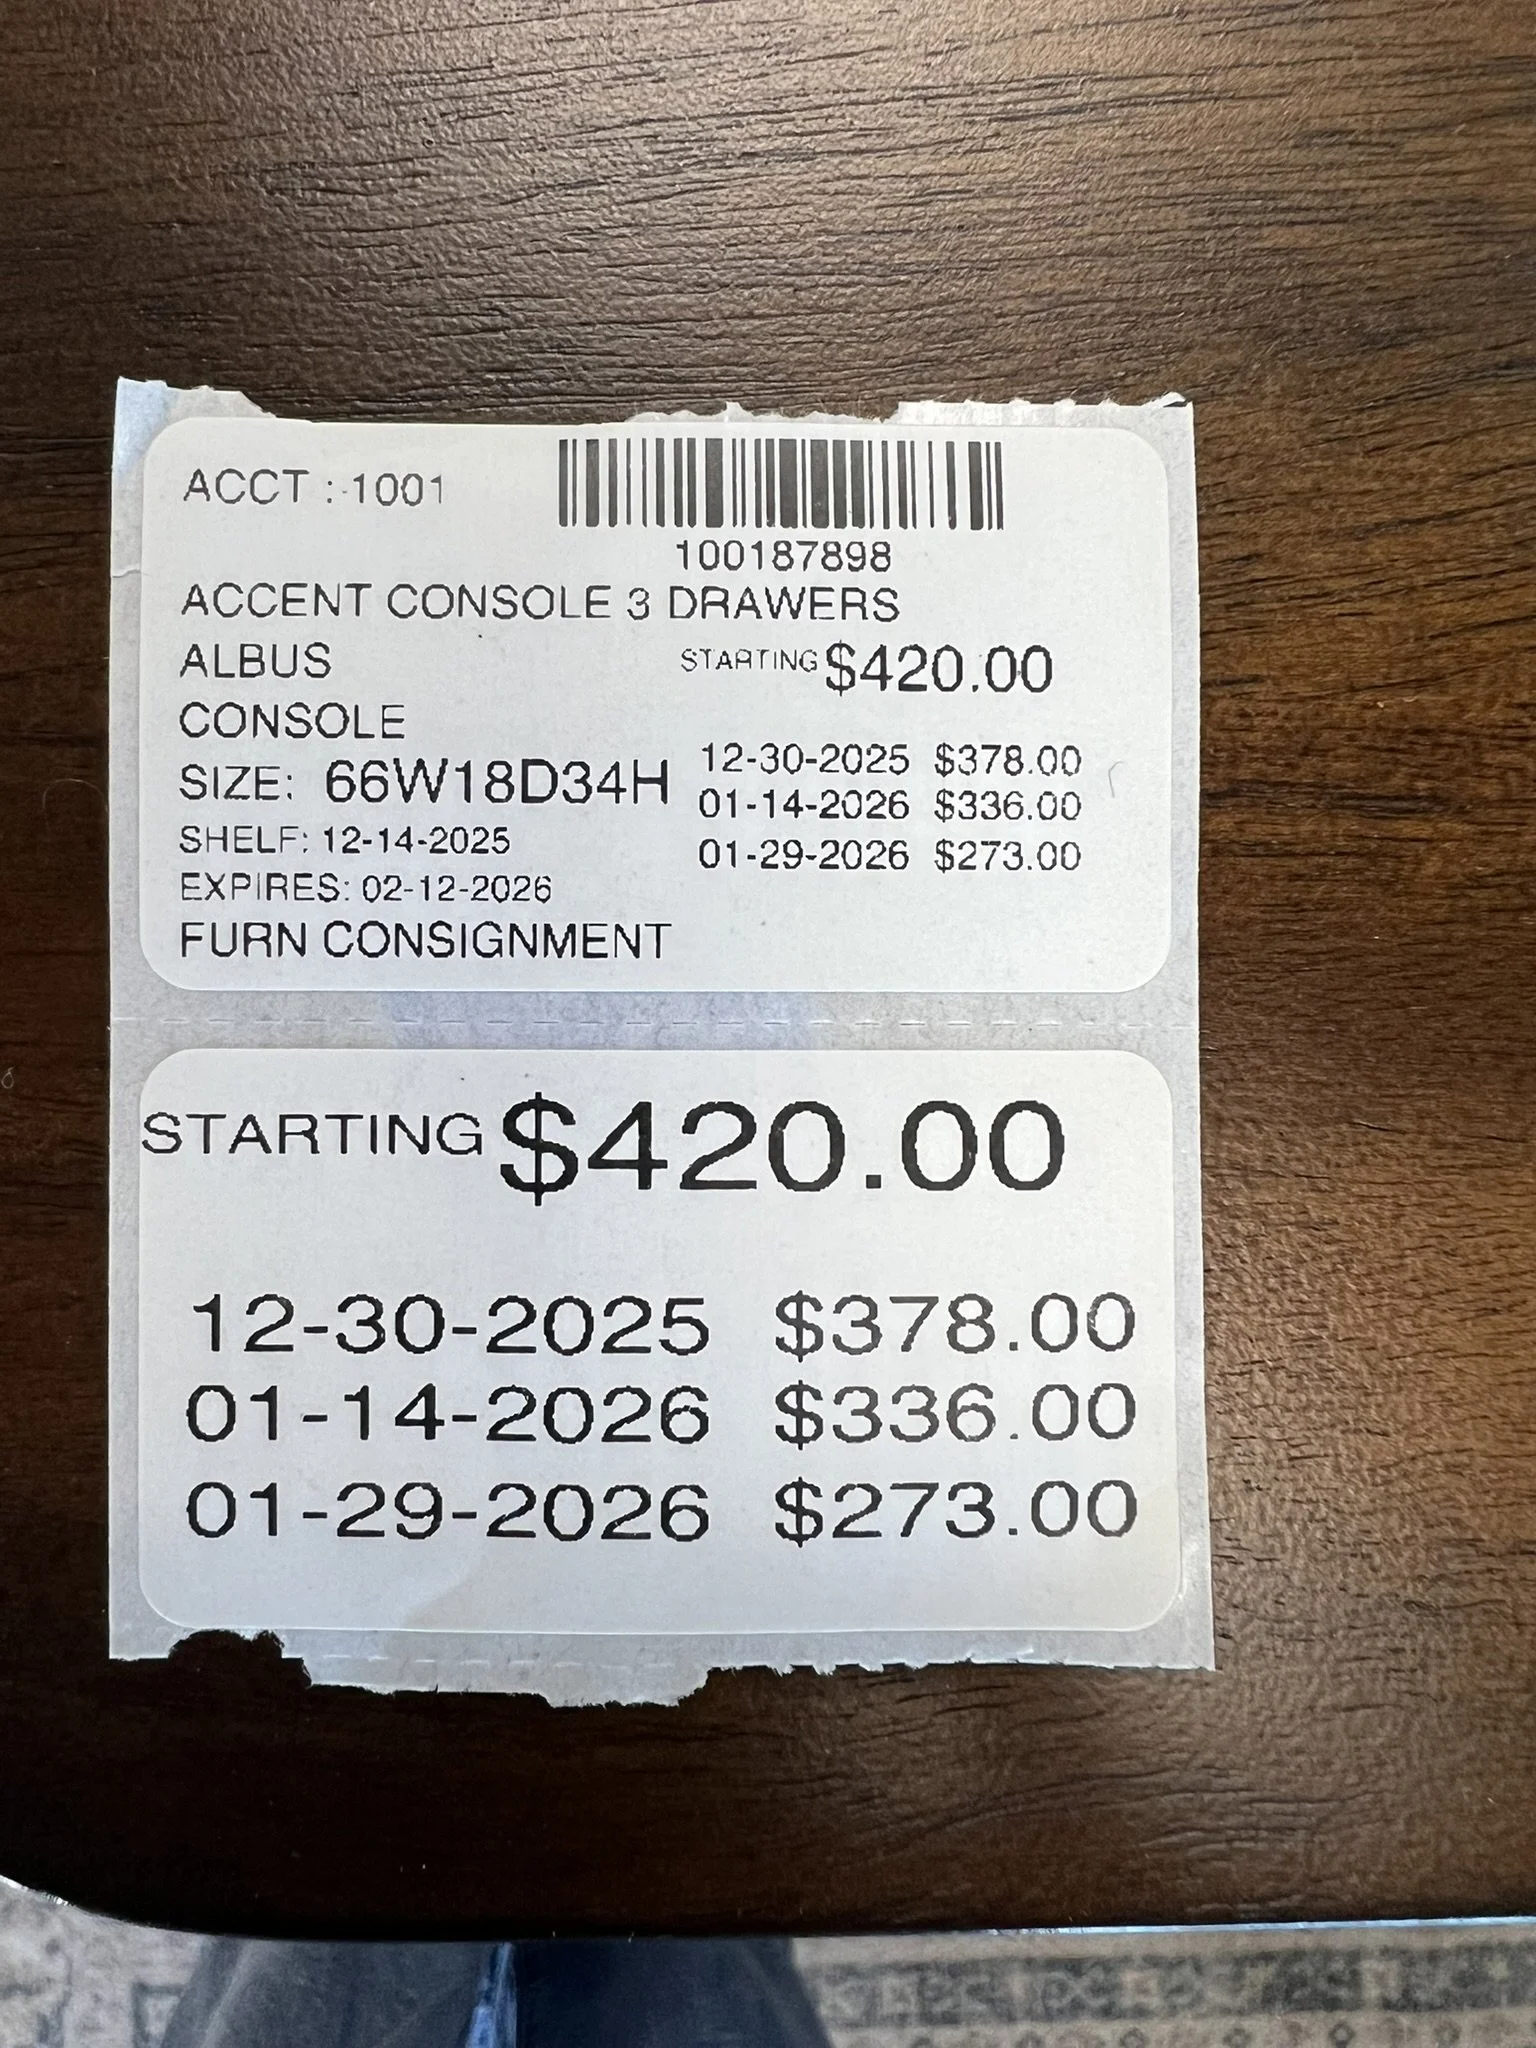 ACCT : 1001
100187898
ACCENT CONSOLE 3 DRAWERS
ALBUS STARTING $420.00
CONSOLE
SIZE: 66W18D34H 12-30-2025 $378.00
SHELF: 12-14-2025 01-14-2026 $336.00
EXPIRES: 02-12-2026 01-29-2026 $273.00
FURN CONSIGNMENT
STARTING $420.00
12-30-2025 $378.00
01-14-2026 $336.00
01-29-2026 $273.00